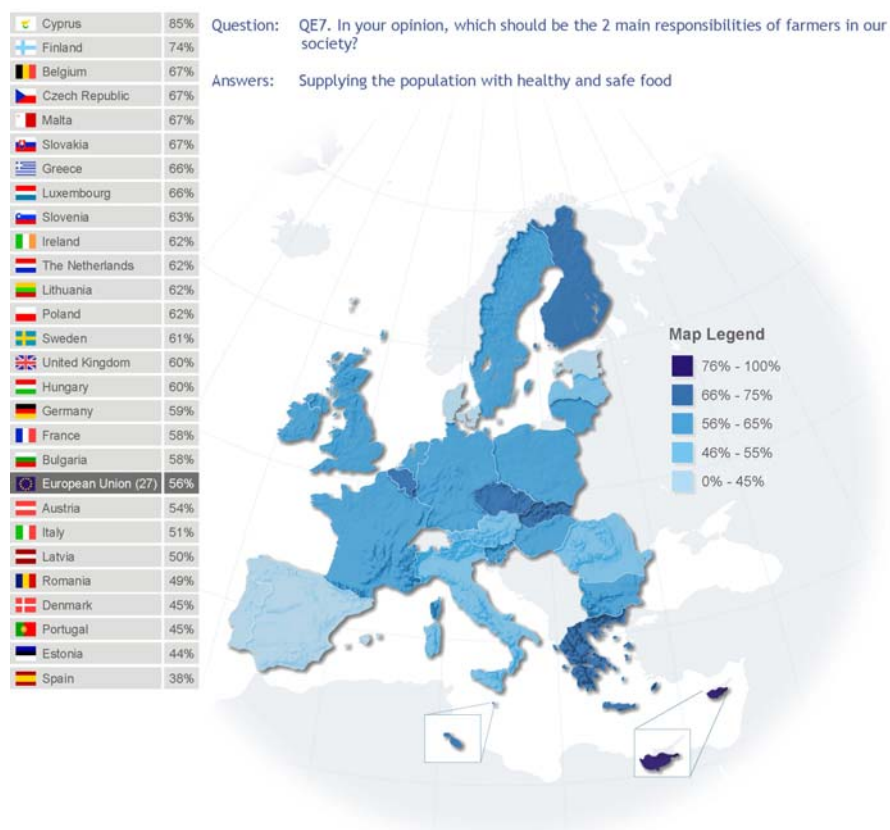 Question: QE7. In your opinion, which should be the 2 main responsibilities of farmers in our
society?
Answers: Supplying the population with healthy and safe food
Cyprus 85%
Finland 74%
Belgium 67%
Czech Republic 67%
Malta 67%
Slovakia 67%
Greece 66%
Luxembourg 66%
Slovenia 63%
Ireland 62%
The Netherlands 62%
Lithuania 62%
Poland 62%
Sweden 61%
United Kingdom 60%
Hungary 60%
Germany 59%
France 58%
Bulgaria 58%
European Union (27) 56%
Austria 54%
Italy 51%
Latvia 50%
Romania 49%
Denmark 45%
Portugal 45%
Estonia 44%
Spain 38%
Map Legend
76% - 100%
66% - 75%
56% - 65%
46% - 55%
0% - 45%